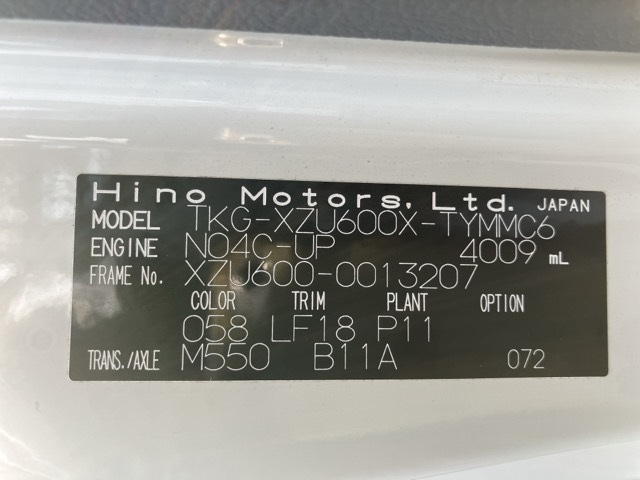 Hino Motors, Ltd. JAPAN
MODEL TKG-XZU600X-TYMMC6
ENGINE NO4C-UP 4009 mL
FRAME No. XZU600-0013207
COLOR TRIM PLANT OPTION
058 LF18 P11
TRANS./AXLE M550 B11A 072